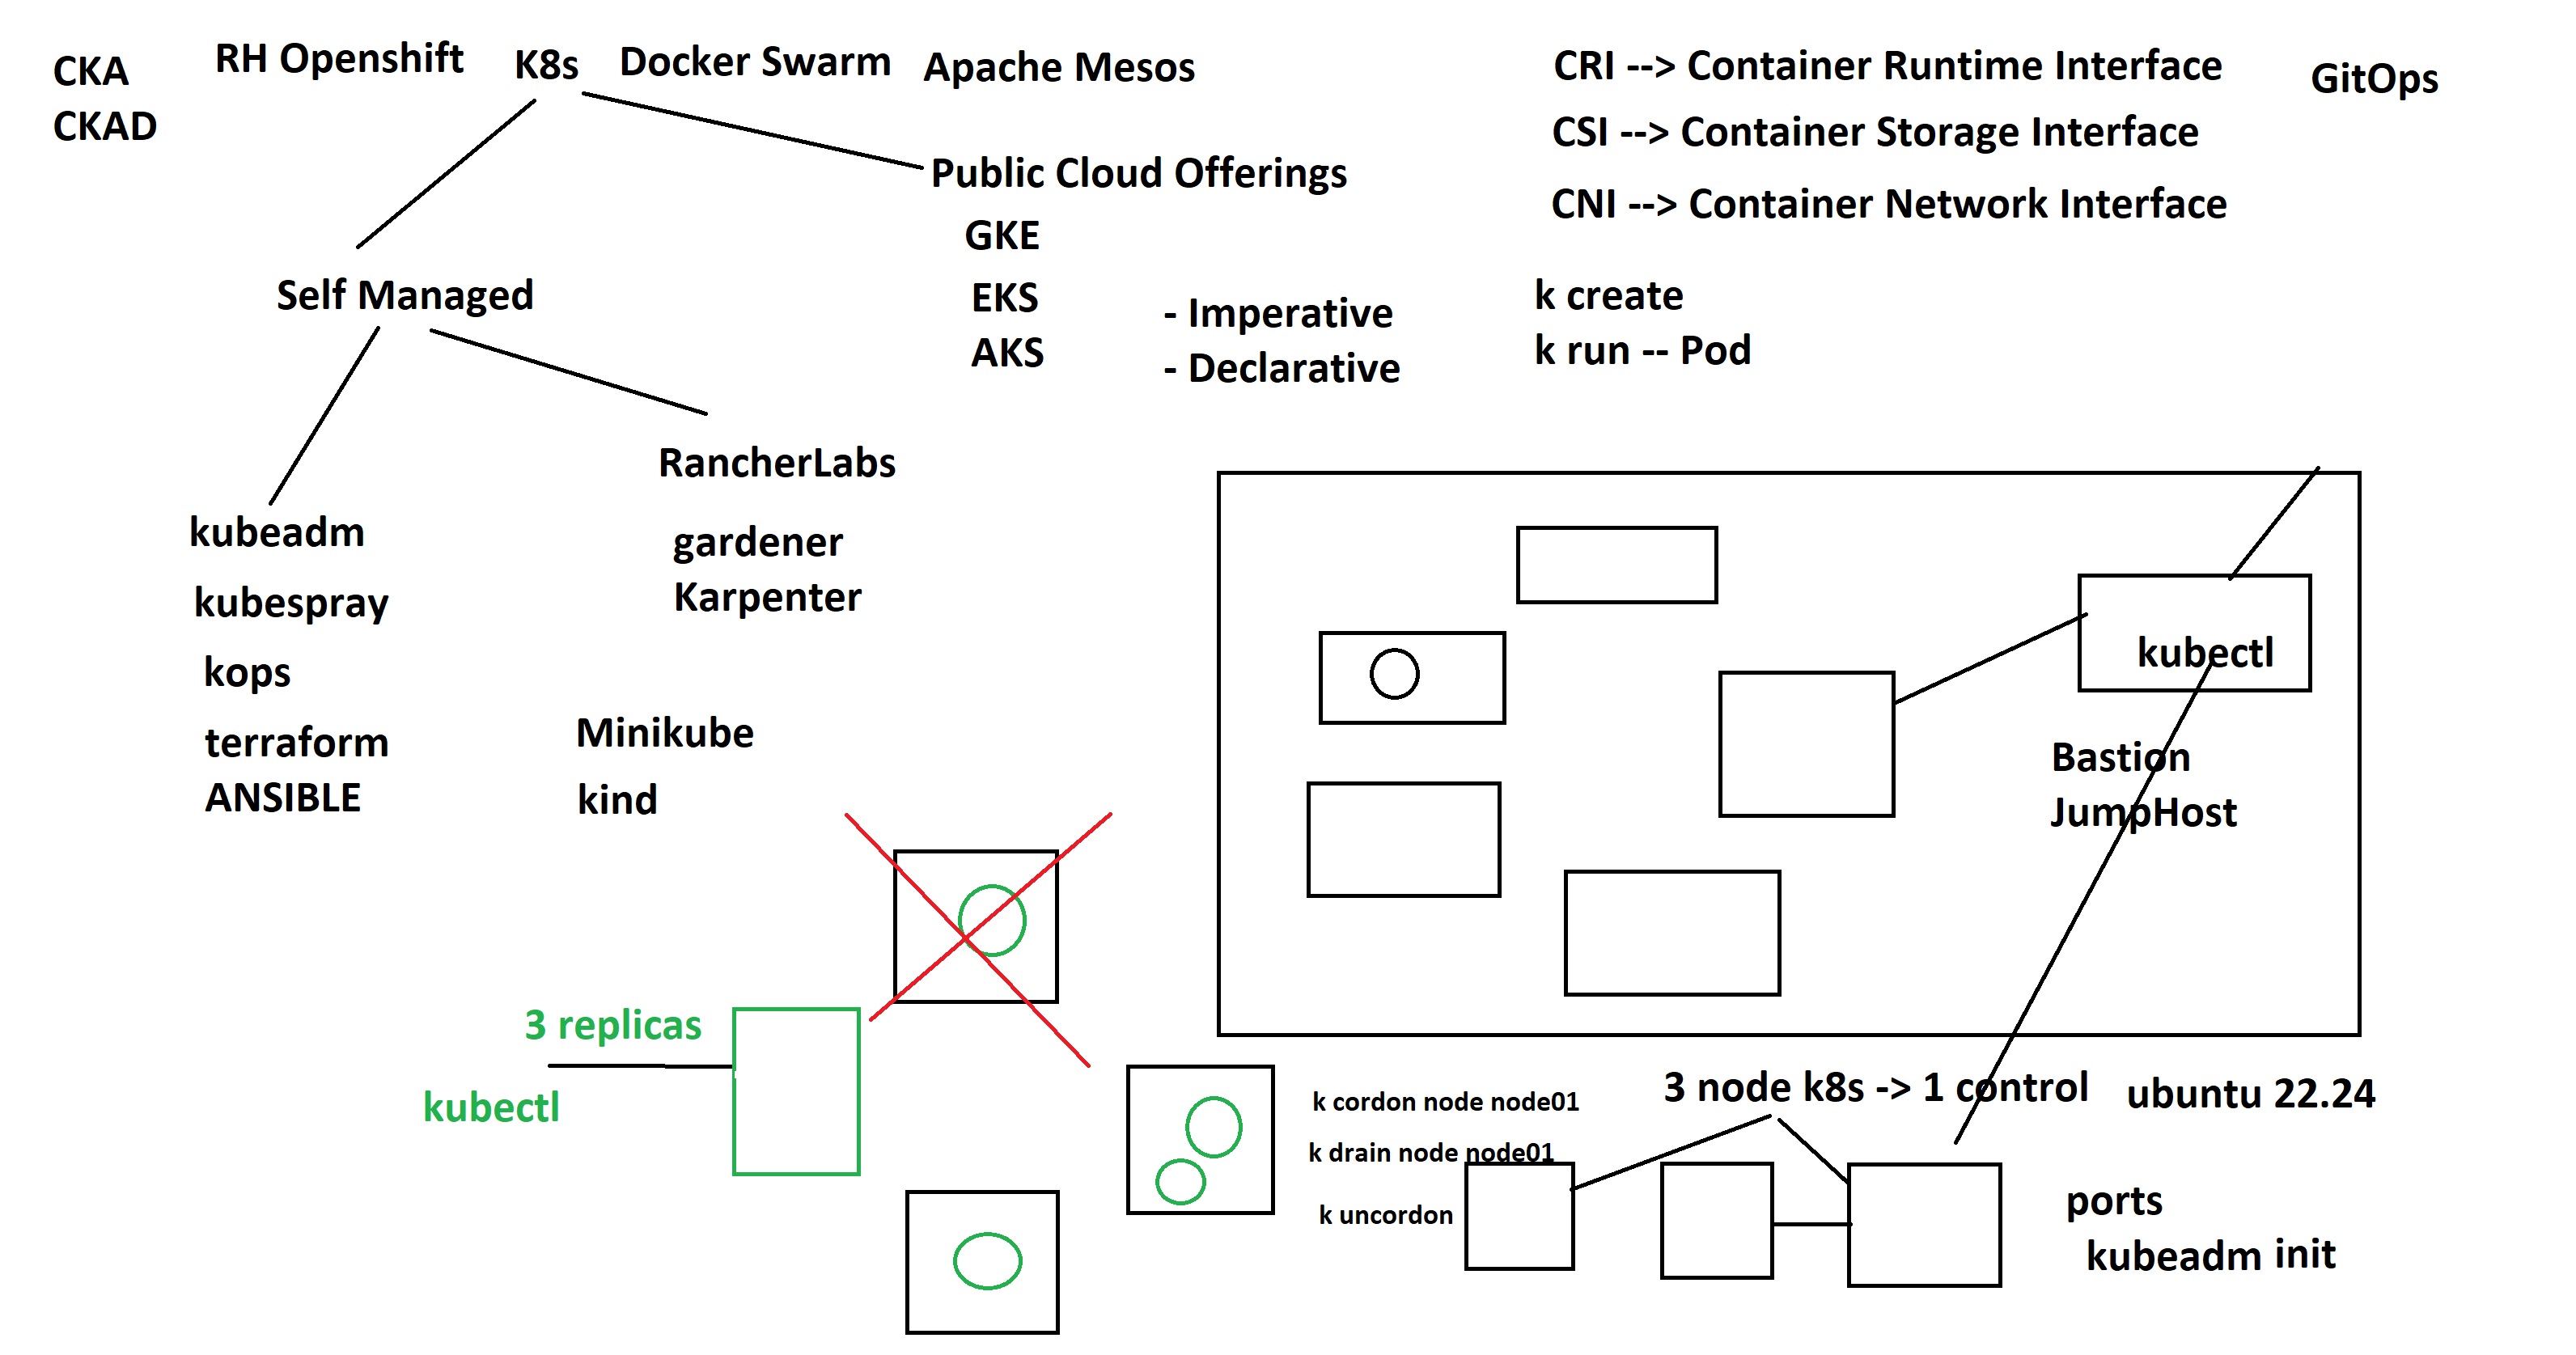 CKA
CKAD
RH Openshift
K8s
Docker Swarm
Apache Mesos
CRI --> Container Runtime Interface
CSI --> Container Storage Interface
CNI --> Container Network Interface
GitOps
Public Cloud Offerings
GKE
EKS
AKS
- Imperative
- Declarative
k create
k run -- Pod
Self Managed
RancherLabs
gardener
Karpenter
kubeadm
kubespray
kops
terraform
ANSIBLE
Minikube
kind
kubectl
Bastion
JumpHost
3 replicas
kubectl
k cordon node node01
k drain node node01
k uncordon
3 node k8s -> 1 control
ubuntu 22.24
ports
kubeadm init